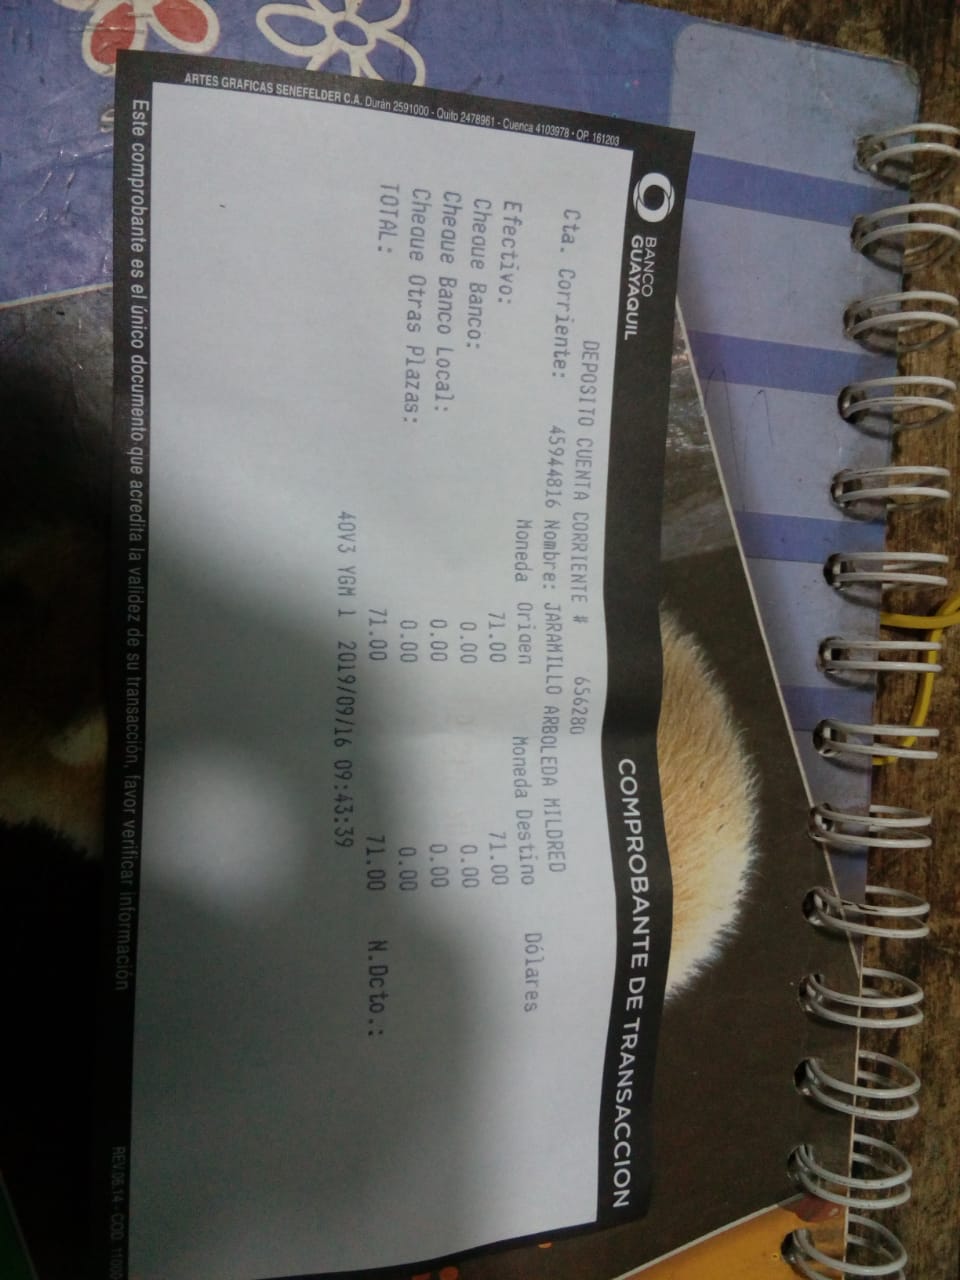 BANCO
GUAYAQUIL
COMPROBANTE DE TRANSACCION
DEPOSITO CUENTA CORRIENTE # 656280
Cta. Corriente: 45944816 Nombre: JARAMILLO ARBOLEDA MILDRED
Moneda Origen Moneda Destino Dólares
Efectivo: 71.00 71.00
Cheque Banco: 0.00 0.00
Cheque Banco Local: 0.00 0.00
Cheque Otras Plazas: 0.00 0.00
TOTAL: 71.00 71.00 N.Dcto.:
40V3 YGM 1 2019/09/16 09:43:39
Este comprobante es el único documento que acredita la validez de su transacción, favor verificar información
REV.06.14 - COD.
ARTES GRAFICAS SENEFELDER C.A. Durán 2591000 - Quito 2478961 - Cuenca 4103978 - OP. 161203